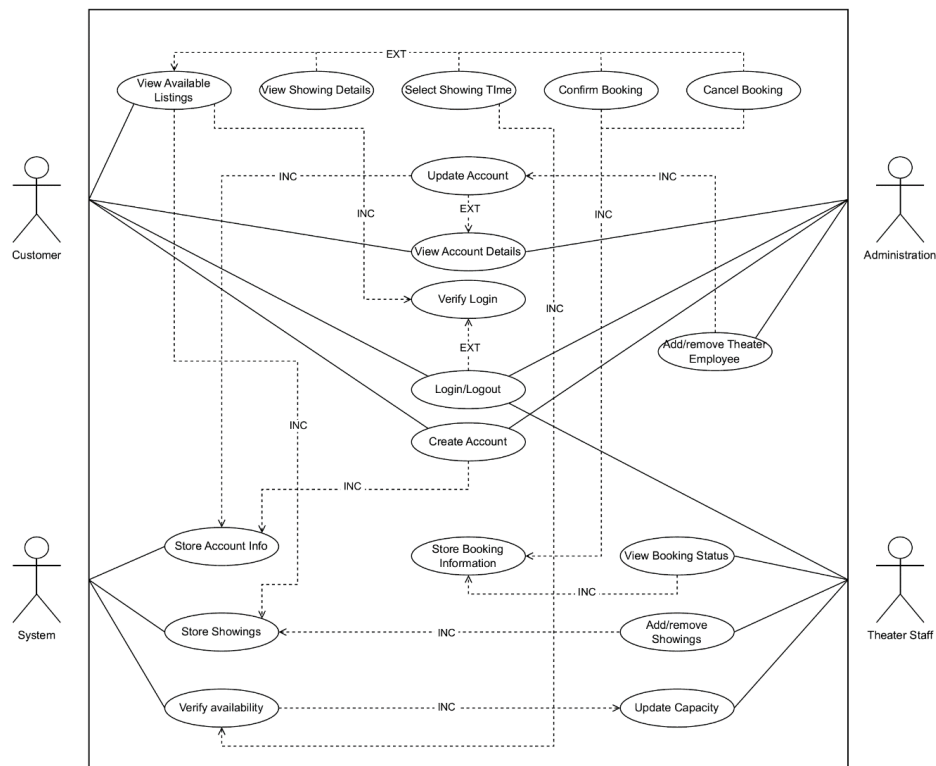 EXT
View Available
Listings
View Showing Details
Select Showing TIme
Confirm Booking
Cancel Booking
Update Account
INC
INC
INC
INC
EXT
View Account Details
Customer
Administration
Verify Login
INC
EXT
Add/remove Theater
Employee
Login/Logout
INC
Create Account
INC
Store Account Info
Store Booking
Information
View Booking Status
INC
System
Store Showings
INC
Add/remove
Showings
Theater Staff
Verify availability
INC
Update Capacity